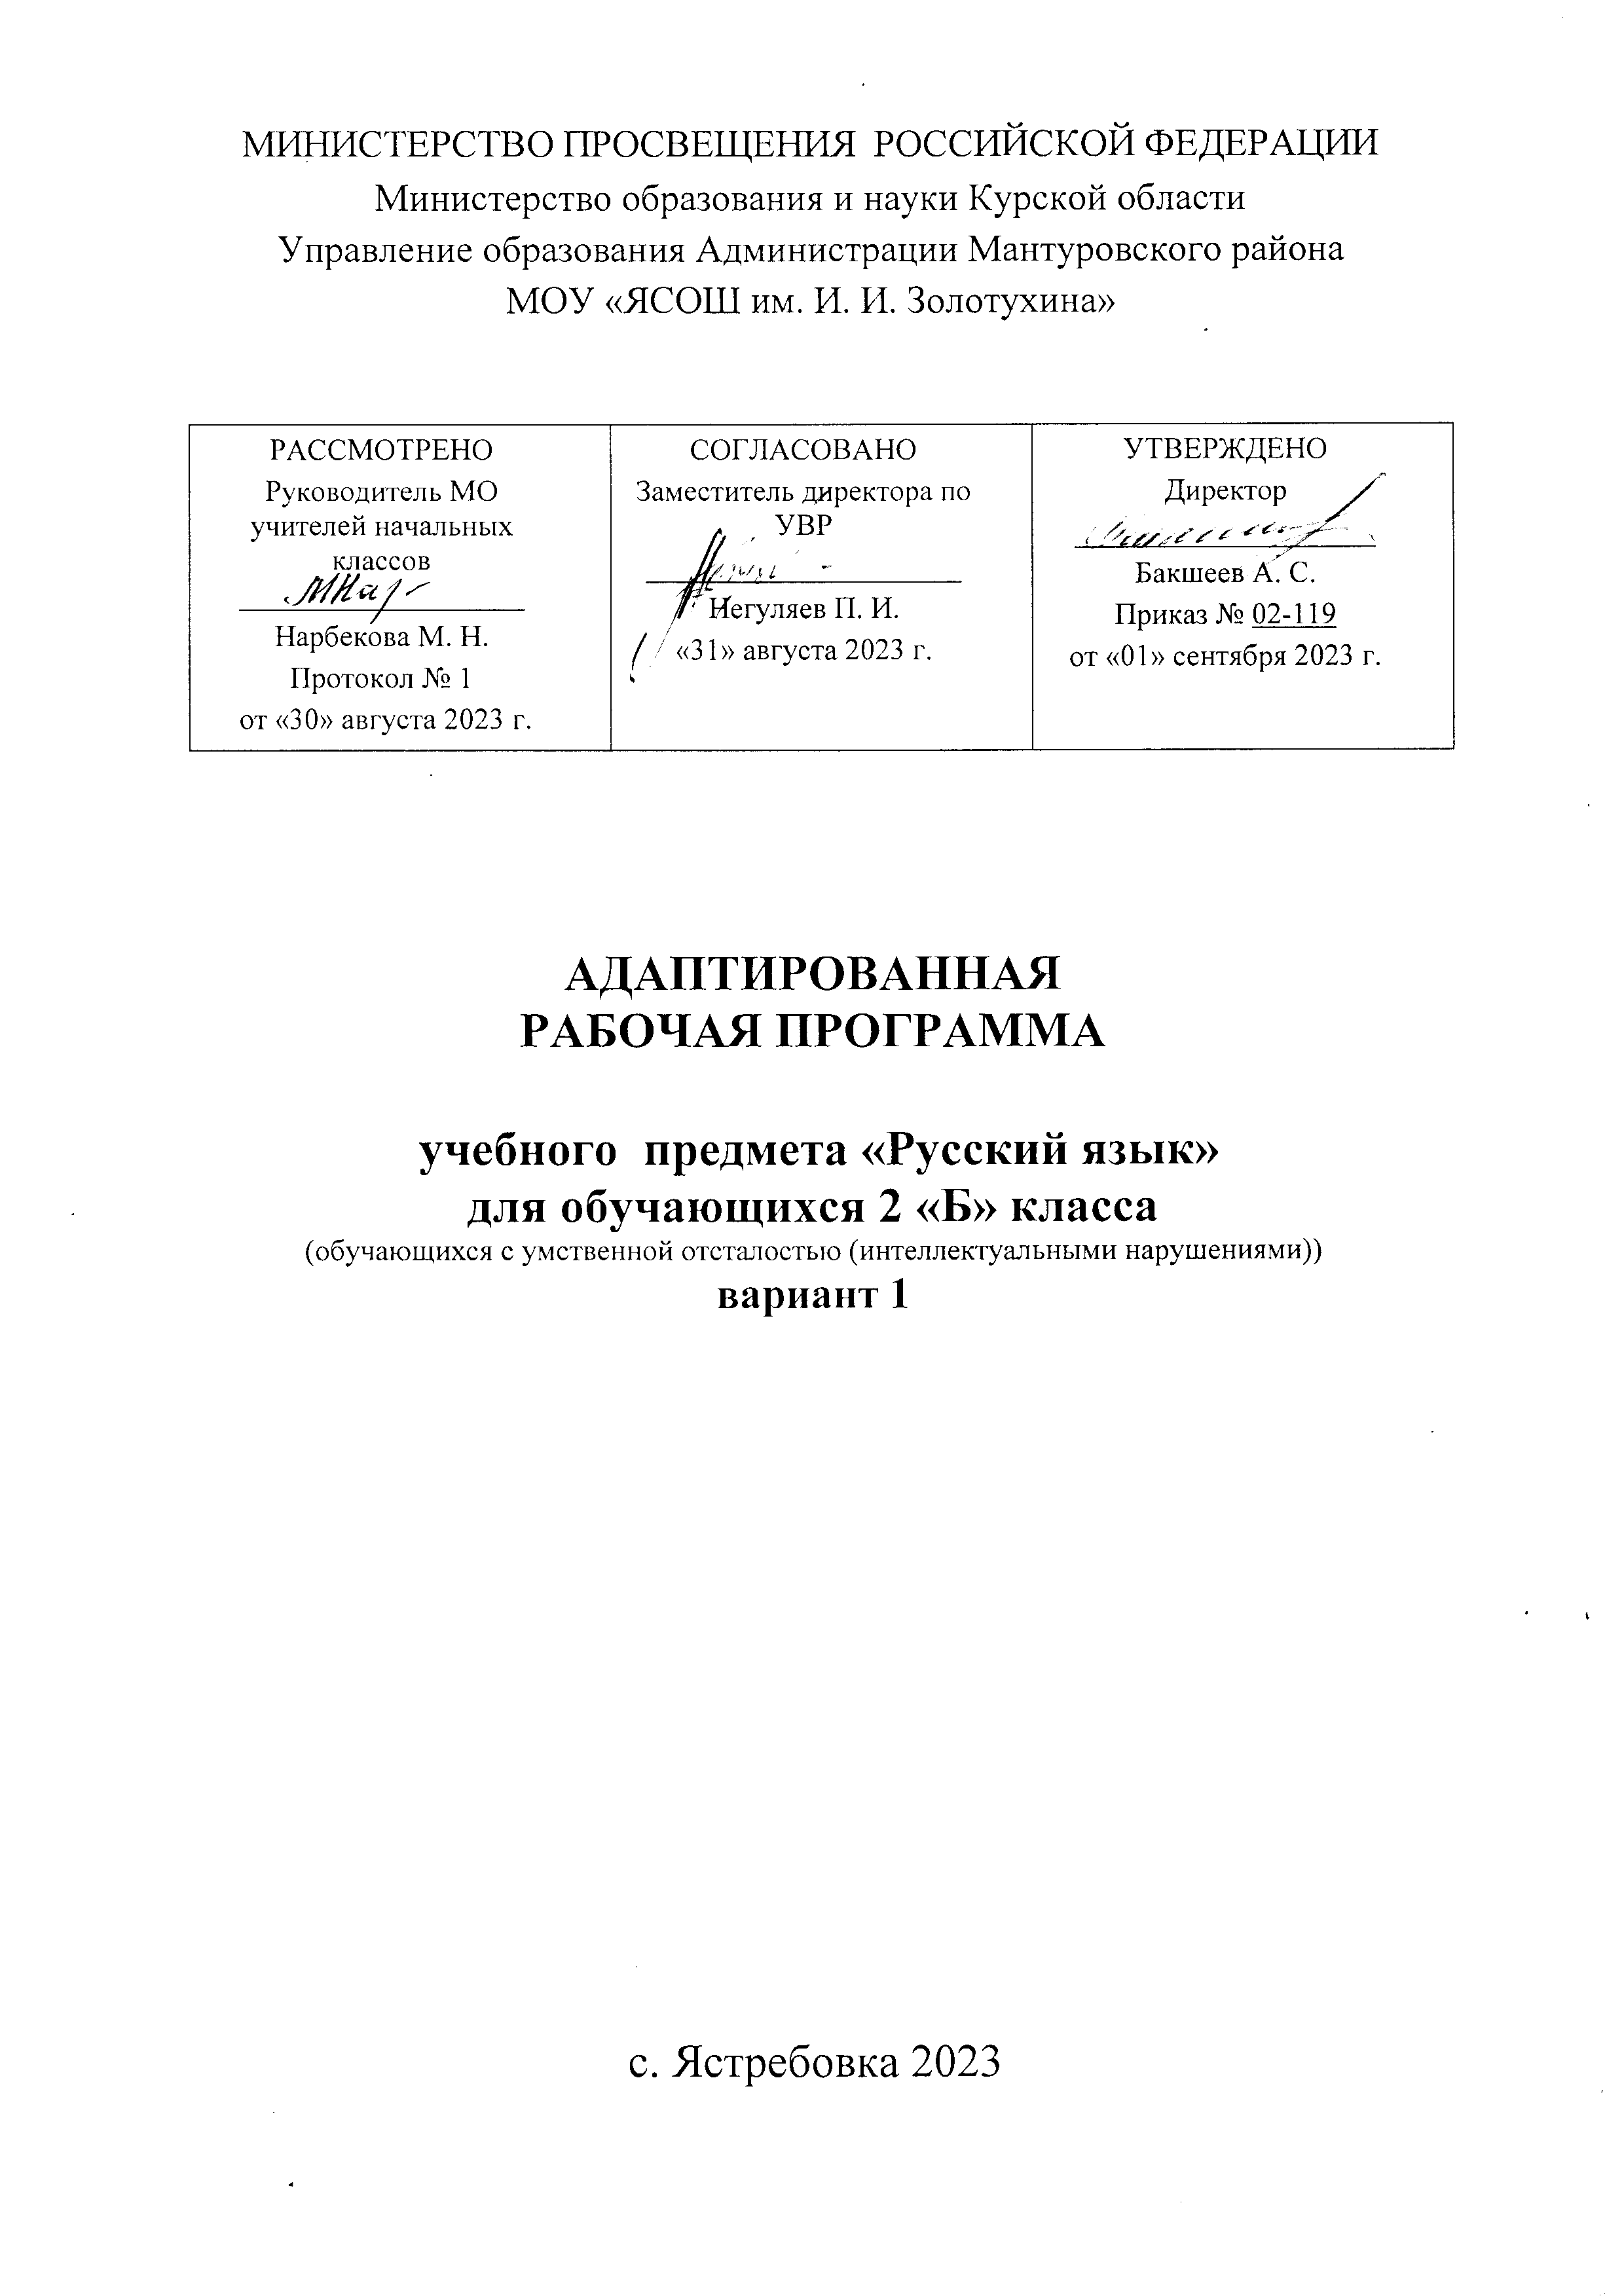 МИНИСТЕРСТВО ПРОСВЕЩЕНИЯ РОССИЙСКОЙ ФЕДЕРАЦИИ
Министерство образования и науки Курской области
Управление образования Администрации Мантуровского района
МОУ «ЯСОШ им. И. И. Золотухина»
РАССМОТРЕНО
Руководитель МО
учителей начальных
классов
Нарбекова М. Н.
Протокол № 1
от «30» августа 2023 г.
СОГЛАСОВАНО
Заместитель директора по
УВР
Негуляев П. И.
«31» августа 2023 г.
УТВЕРЖДЕНО
Директор
Бакшеев А. С.
Приказ № 02-119
от «01» сентября 2023 г.
АДАПТИРОВАННАЯ
РАБОЧАЯ ПРОГРАММА
учебного предмета «Русский язык»
для обучающихся 2 «Б» класса
(обучающихся с умственной отсталостью (интеллектуальными нарушениями))
вариант 1
с. Ястребовка 2023